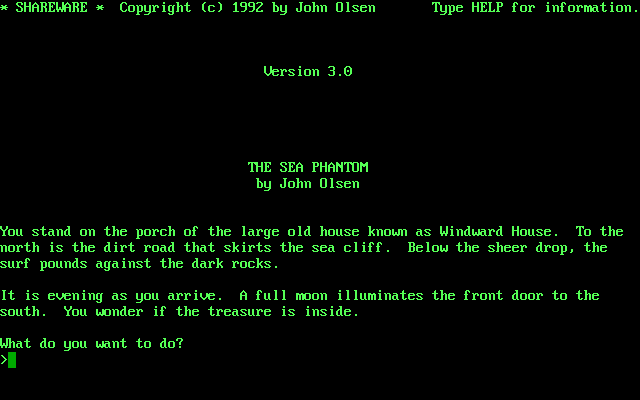 * SHAREWARE *  Copyright (c) 1992 by John Olsen       Type HELP for information.
Version 3.0
THE SEA PHANTOM
by John Olsen
You stand on the porch of the large old house known as Windward House.  To the
north is the dirt road that skirts the sea cliff.  Below the sheer drop, the
surf pounds against the dark rocks.
It is evening as you arrive.  A full moon illuminates the front door to the
south.  You wonder if the treasure is inside.
What do you want to do?
>